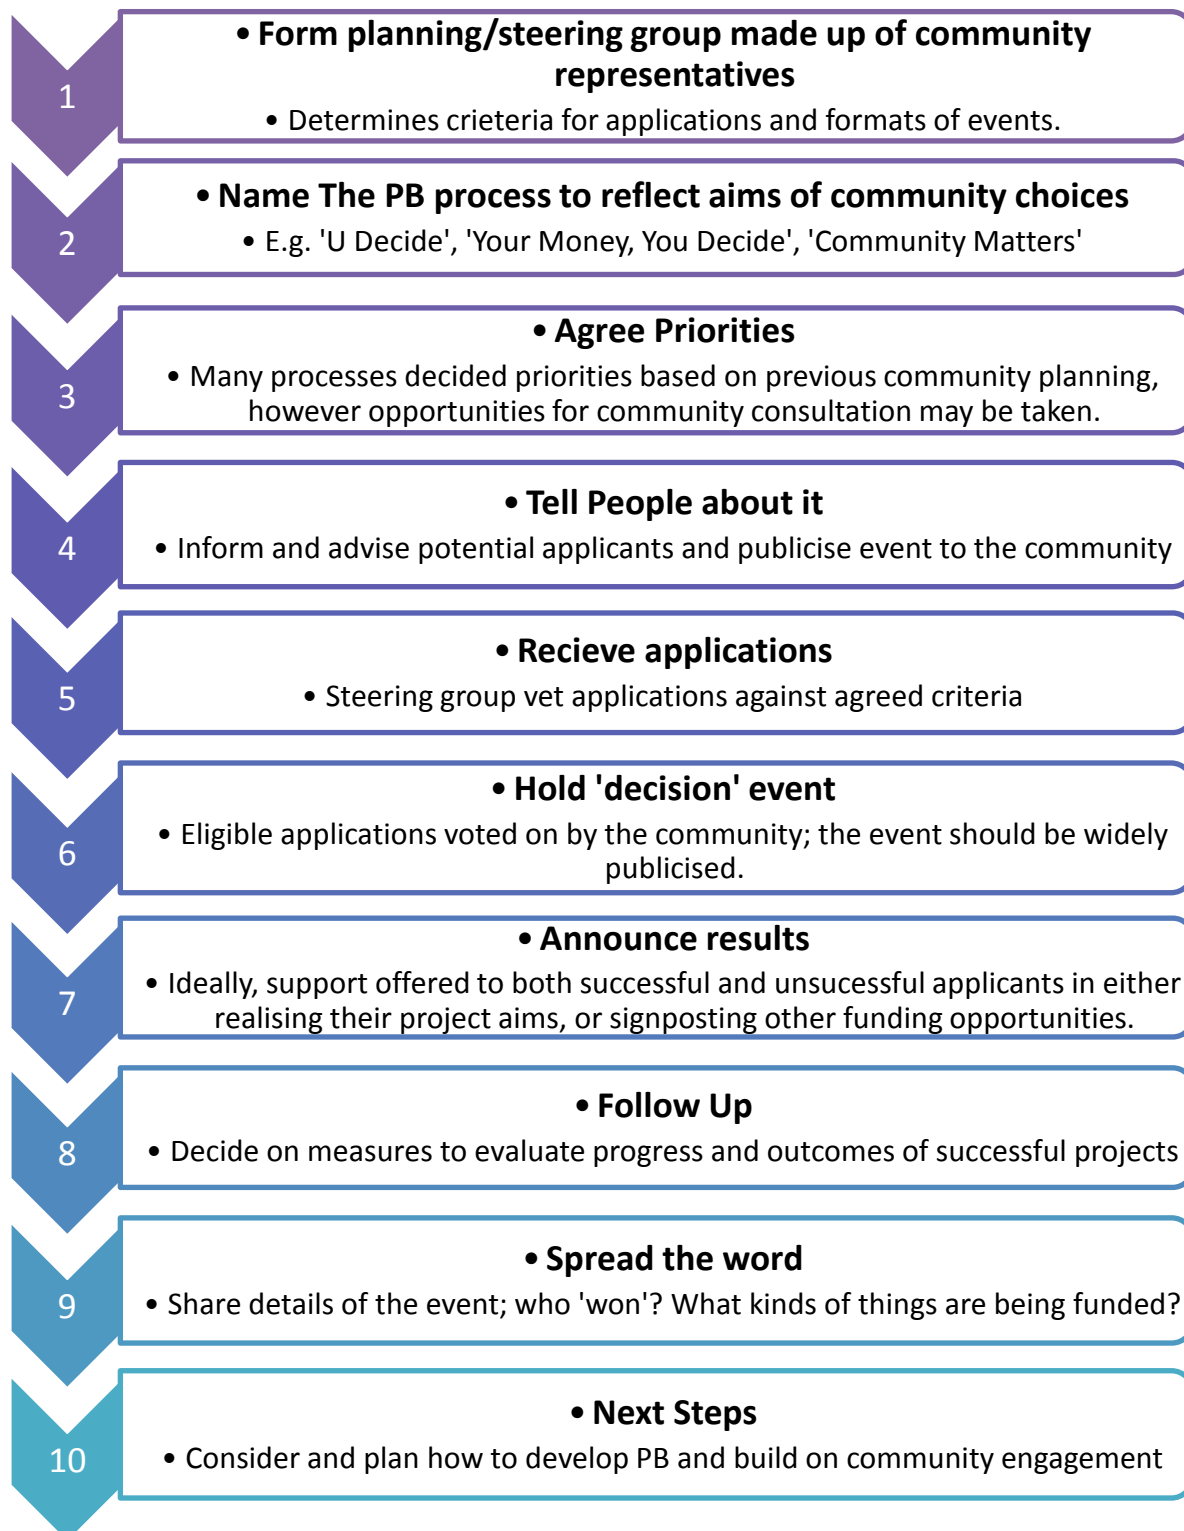 1
• Form planning/steering group made up of community
representatives
• Determines crieteria for applications and formats of events.
2
• Name The PB process to reflect aims of community choices
• E.g. 'U Decide', 'Your Money, You Decide', 'Community Matters'
3
• Agree Priorities
• Many processes decided priorities based on previous community planning,
however opportunities for community consultation may be taken.
4
• Tell People about it
• Inform and advise potential applicants and publicise event to the community
5
• Recieve applications
• Steering group vet applications against agreed criteria
6
• Hold 'decision' event
• Eligible applications voted on by the community; the event should be widely
publicised.
7
• Announce results
• Ideally, support offered to both successful and unsucessful applicants in either
realising their project aims, or signposting other funding opportunities.
8
• Follow Up
• Decide on measures to evaluate progress and outcomes of successful projects
9
• Spread the word
• Share details of the event; who 'won'? What kinds of things are being funded?
10
• Next Steps
• Consider and plan how to develop PB and build on community engagement